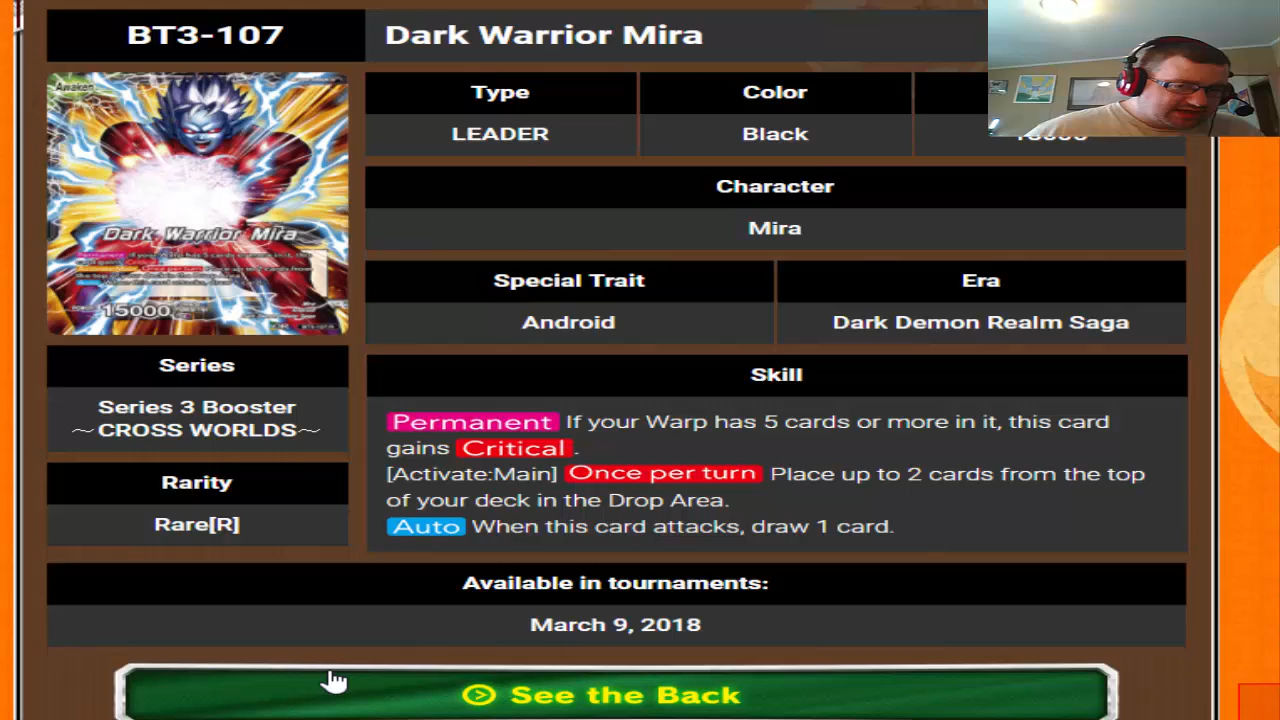 BT3-107
Dark Warrior Mira
Awaken
Dark Warrior Mira
15000
Type
Color
LEADER
Black
Character
Mira
Special Trait
Era
Android
Dark Demon Realm Saga
Series
Series 3 Booster
～CROSS WORLDS～
Rarity
Rare[R]
Skill
Permanent If your Warp has 5 cards or more in it, this card
gains Critical.
[Activate:Main] Once per turn Place up to 2 cards from the top
of your deck in the Drop Area.
Auto When this card attacks, draw 1 card.
Available in tournaments:
March 9, 2018
See the Back